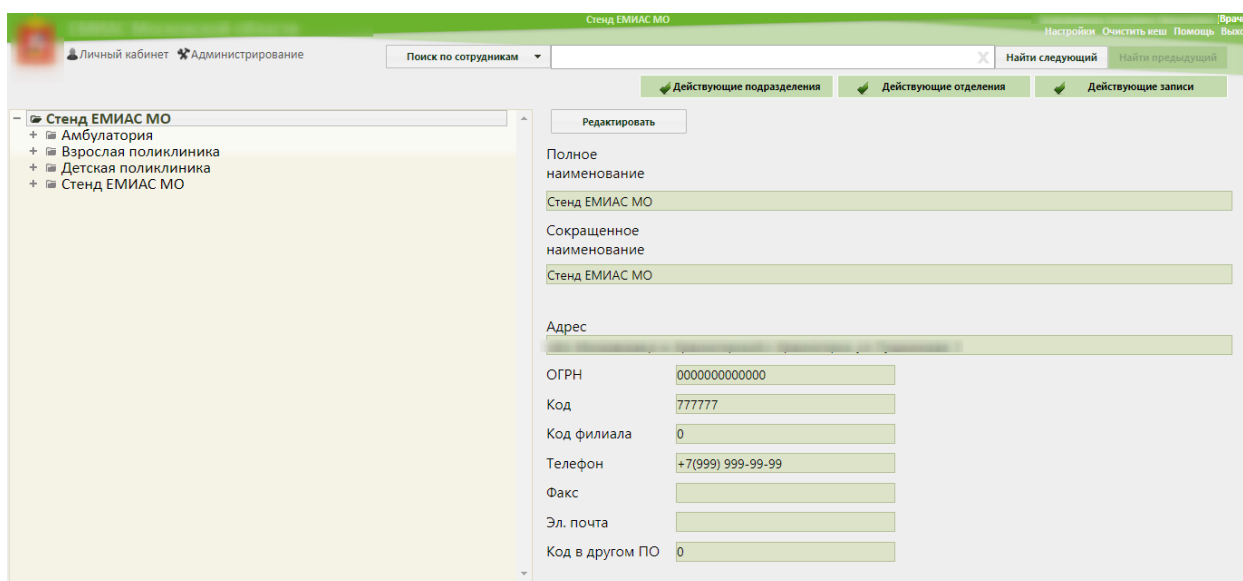 Стенд ЕМИАС МО
Врач
Настройки Очистить кеш Помощь Выхо
Личный кабинет Администрирование
Поиск по сотрудникам
X
Найти следующий
Найти предыдущий
Действующие подразделения
Действующие отделения
Действующие записи
Стенд ЕМИАС МО
Амбулатория
Взрослая поликлиника
Детская поликлиника
Стенд ЕМИАС МО
Редактировать
Полное
наименование
Стенд ЕМИАС МО
Сокращенное
наименование
Стенд ЕМИАС МО
Адрес
ОГРН 0000000000000
Код 777777
Код филиала 0
Телефон +7(999) 999-99-99
Факс
Эл. почта
Код в другом ПО 0